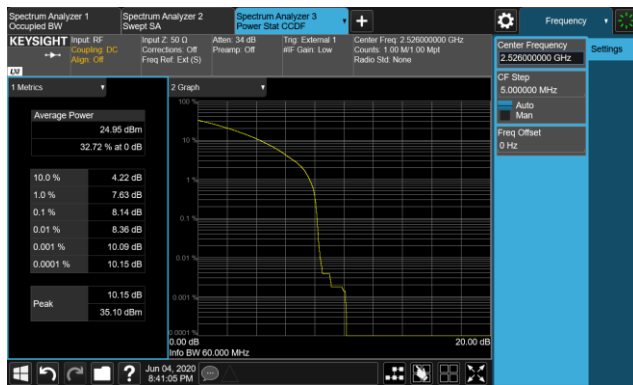 Spectrum Analyzer 1
Occupied BW
Spectrum Analyzer 2
Swept SA
Spectrum Analyzer 3
Power Stat CCDF
Frequency
KEYSIGHT
Input: RF
Coupling: DC
Align: Off
Input Z: 50 Ω
Corrections: Off
Freq Ref: Ext (S)
Atten: 34 dB
Preamp: Off
Trig: External 1
#IF Gain: Low
Center Freq: 2.526000000 GHz
Counts: 1.00 M/1.00 Mpt
Radio Std: None
LXI
Center Frequency
2.526000000 GHz
Settings
CF Step
5.000000 MHz
Auto
Man
Freq Offset
0 Hz
1 Metrics
Average Power
24.95 dBm
32.72 % at 0 dB
10.0 % 4.22 dB
1.0 % 7.63 dB
0.1 % 8.14 dB
0.01 % 8.36 dB
0.001 % 10.09 dB
0.0001 % 10.15 dB
Peak
10.15 dB
35.10 dBm
2 Graph
100 %
10 %
1 %
0.1 %
0.01 %
0.001 %
0.0001 %
0.00 dB
20.00 dB
Info BW 60.000 MHz
?
Jun 04, 2020
8:41:05 PM